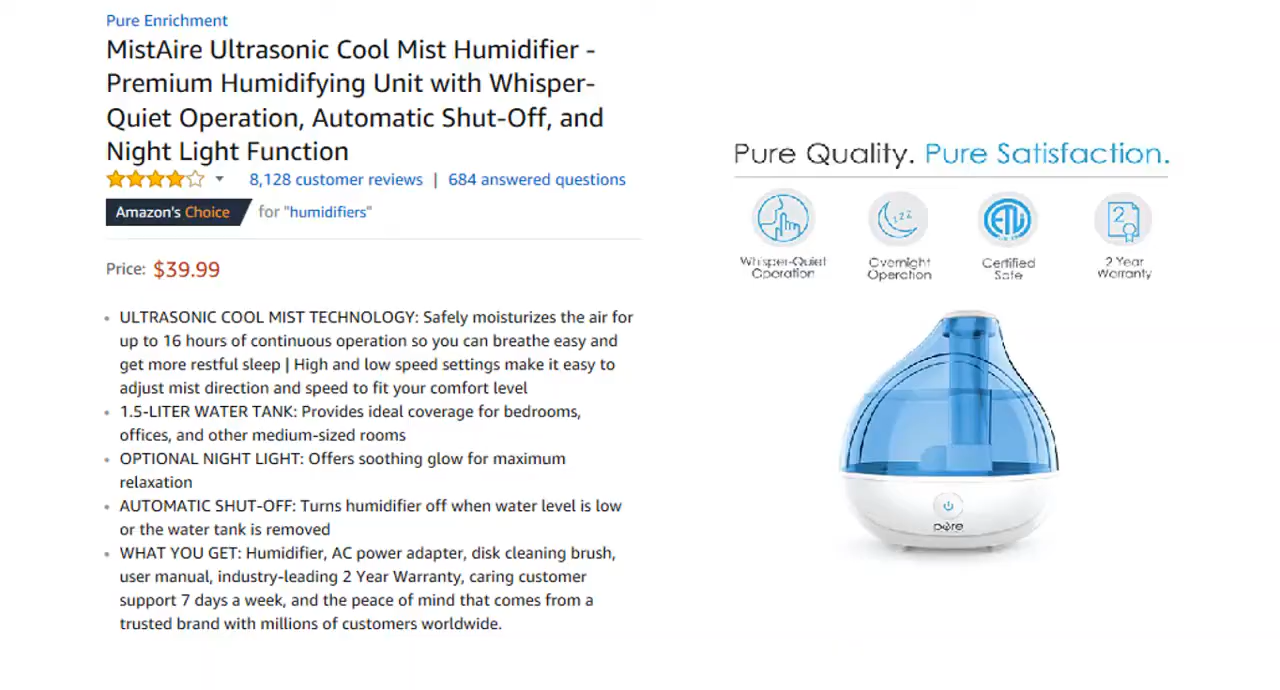 Pure Enrichment
MistAire Ultrasonic Cool Mist Humidifier -
Premium Humidifying Unit with Whisper-
Quiet Operation, Automatic Shut-Off, and
Night Light Function
8,128 customer reviews | 684 answered questions
Amazon's Choice for "humidifiers"
Price: $39.99
• ULTRASONIC COOL MIST TECHNOLOGY: Safely moisturizes the air for
up to 16 hours of continuous operation so you can breathe easy and
get more restful sleep | High and low speed settings make it easy to
adjust mist direction and speed to fit your comfort level
• 1.5-LITER WATER TANK: Provides ideal coverage for bedrooms,
offices, and other medium-sized rooms
• OPTIONAL NIGHT LIGHT: Offers soothing glow for maximum
relaxation
• AUTOMATIC SHUT-OFF: Turns humidifier off when water level is low
or the water tank is removed
• WHAT YOU GET: Humidifier, AC power adapter, disk cleaning brush,
user manual, industry-leading 2 Year Warranty, caring customer
support 7 days a week, and the peace of mind that comes from a
trusted brand with millions of customers worldwide.
Pure Quality. Pure Satisfaction.
zzz
ETL
2
Whisper-Quiet
Operation
Overnight
Operation
Certified
Safe
2 Year
Warranty
pure